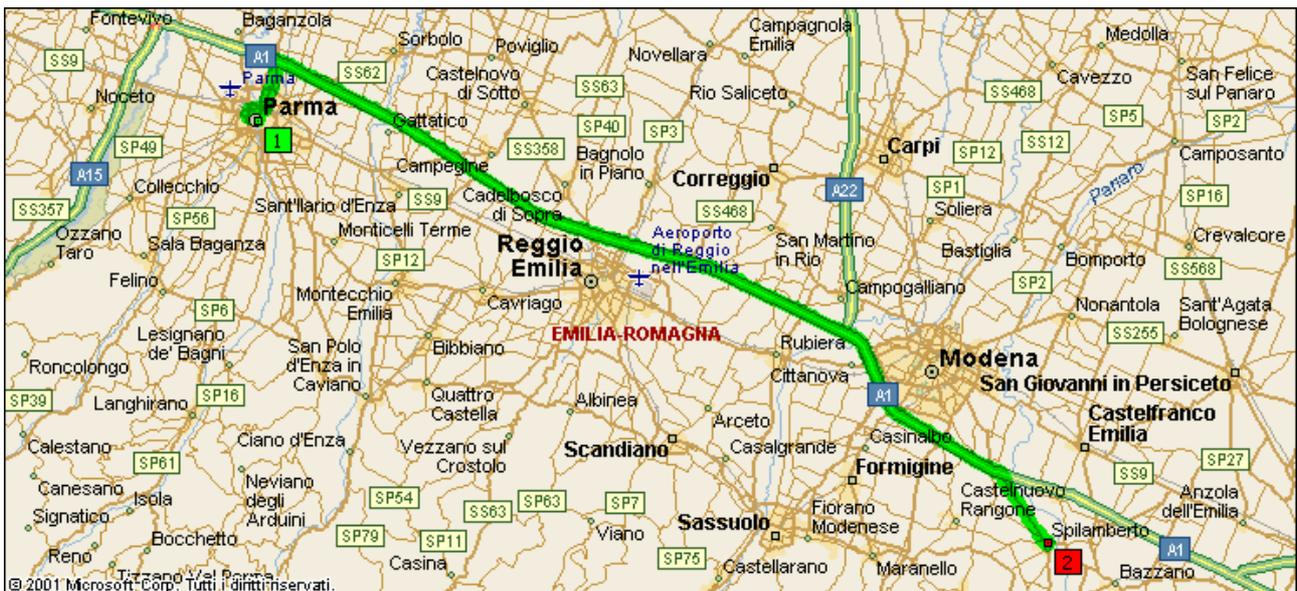 Fontevivo
Baganzola
Campagnola
Emilia
Medolla
Sorbolo
Poviglio
Novellara
A1
SS9
Parma
SS62
Castelnovo
di Sotto
SS63
Rio Saliceto
Cavezzo
San Felice
sul Panaro
SS468
Noceto
Parma
1
Gattatico
SP40
SP3
SP5
SP2
SP49
SS358
Bagnolo
in Piano
Carpi
SP12
SS12
Camposanto
A15
Campegine
Correggio
A22
SP1
Panaro
SP16
Collecchio
SS9
Cadelbosco
di Sopra
SS357
SP56
Sant'Ilario d'Enza
SS468
Soliera
Ozzano
Taro
Sala Baganza
Monticelli Terme
Reggio
Emilia
Aeroporto
di Reggio
nell'Emilia
San Martino
in Rio
Bastiglia
Bomporto
Crevalcore
SP12
SS568
Felino
SP2
Montecchio
Emilia
Cavriago
Campogalliano
Nonantola
Sant'Agata
Bolognese
SP6
EMILIA-ROMAGNA
SS255
Lesignano
de' Bagni
San Polo
d'Enza in
Caviano
Bibbiano
Rubiera
Modena
Roncolongo
Cittanova
San Giovanni in Persiceto
SP39
Langhirano
SP16
Quattro
Castella
Albinea
A1
Arceto
Castelfranco
Emilia
Calestano
Ciano d'Enza
Vezzano sul
Crostolo
Scandiano
Casalgrande
Casinalbo
SP61
Formigine
SS9
SP27
Canesano
Isola
Neviano
degli
Arduini
SP54
SS63
SP63
SP7
Castelnuovo
Rangone
Anzola
dell'Emilia
Signatico
Fiorano
Modenese
Sassuolo
Viano
Spilamberto
Bocchetto
SP79
SP11
A1
Reno
Casina
SP75
Castellarano
Maranello
2
Bazzano
Tizzano Val Parma
© 2001 Microsoft Corp. Tutti i diritti riservati.